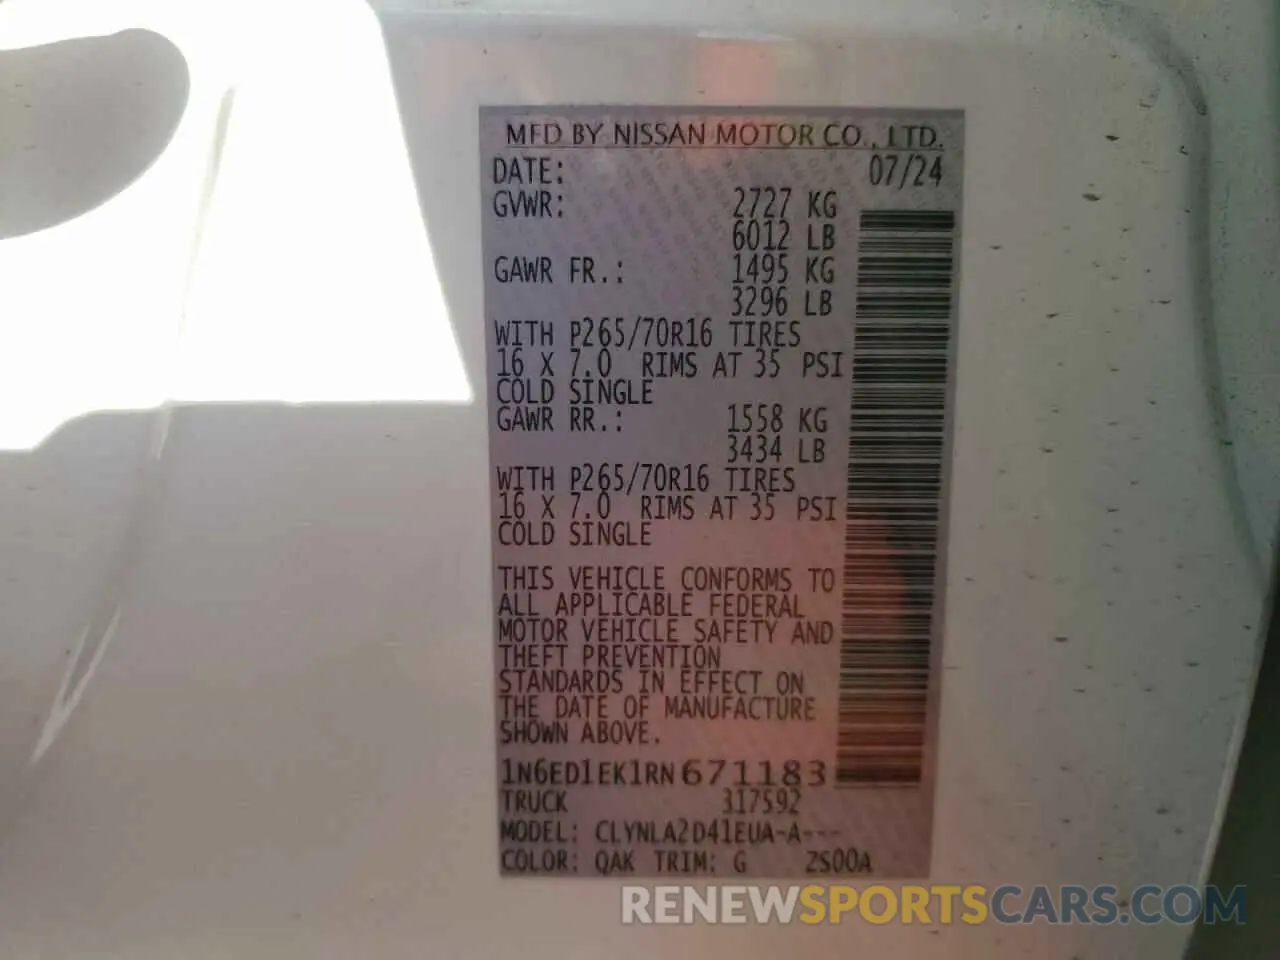 MFD BY NISSAN MOTOR CO., LTD.
DATE: 07/24
GVWR: 2727 KG
6012 LB
GAWR FR.: 1495 KG
3296 LB
WITH P265/70R16 TIRES
16 X 7.0 RIMS AT 35 PSI
COLD SINGLE
GAWR RR.: 1558 KG
3434 LB
WITH P265/70R16 TIRES
16 X 7.0 RIMS AT 35 PSI
COLD SINGLE
THIS VEHICLE CONFORMS TO
ALL APPLICABLE FEDERAL
MOTOR VEHICLE SAFETY AND
THEFT PREVENTION
STANDARDS IN EFFECT ON
THE DATE OF MANUFACTURE
SHOWN ABOVE.
1N6ED1EK1RN671183
TRUCK 317592
MODEL: CLYNLA2D41EUA-A---
COLOR: QAK TRIM: G ZS00A
RENEWSPORTSCARS.COM